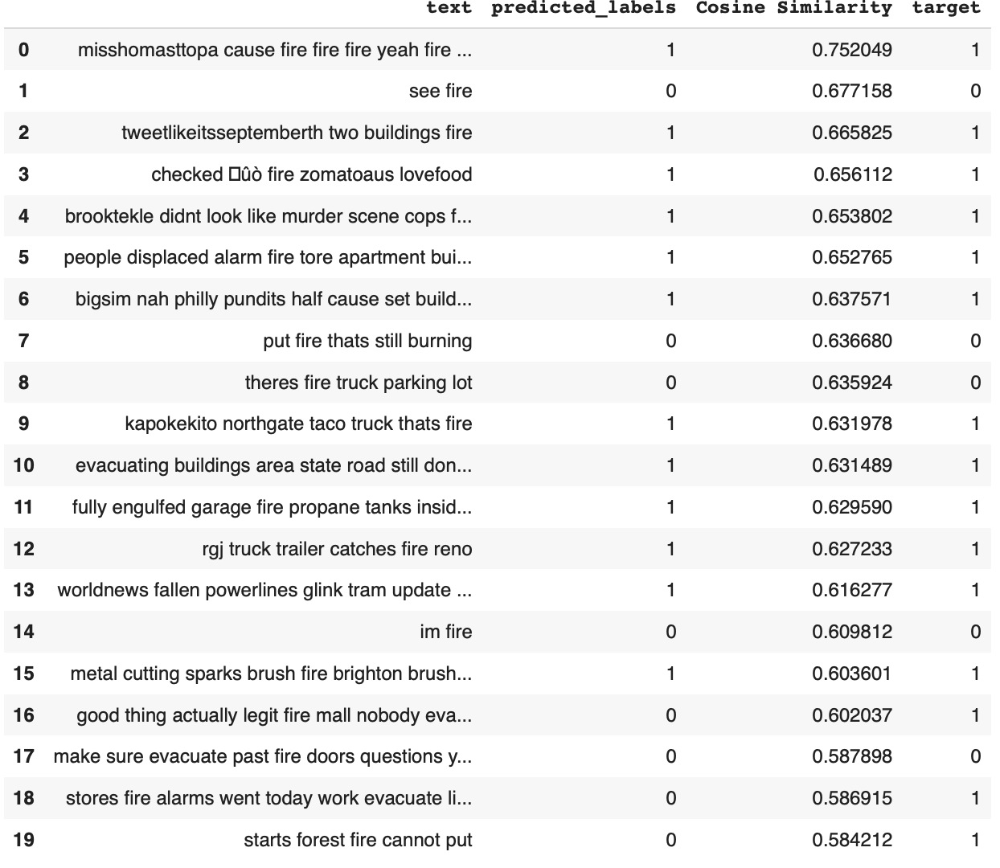 text predicted_labels Cosine Similarity target
0 misshomasttopa cause fire fire fire yeah fire ... 1 0.752049 1
1 see fire 0 0.677158 0
2 tweetlikeitsseptemberth two buildings fire 1 0.665825 1
3 checked □ûò fire zomatoaus lovefood 1 0.656112 1
4 brooktekle didnt look like murder scene cops f... 1 0.653802 1
5 people displaced alarm fire tore apartment bui... 1 0.652765 1
6 bigsim nah philly pundits half cause set build... 1 0.637571 1
7 put fire thats still burning 0 0.636680 0
8 theres fire truck parking lot 0 0.635924 0
9 kapokekito northgate taco truck thats fire 1 0.631978 1
10 evacuating buildings area state road still don... 1 0.631489 1
11 fully engulfed garage fire propane tanks insid... 1 0.629590 1
12 rgj truck trailer catches fire reno 1 0.627233 1
13 worldnews fallen powerlines glink tram update ... 1 0.616277 1
14 im fire 0 0.609812 0
15 metal cutting sparks brush fire brighton brush... 1 0.603601 1
16 good thing actually legit fire mall nobody eva... 0 0.602037 1
17 make sure evacuate past fire doors questions y... 0 0.587898 0
18 stores fire alarms went today work evacuate li... 0 0.586915 1
19 starts forest fire cannot put 0 0.584212 1